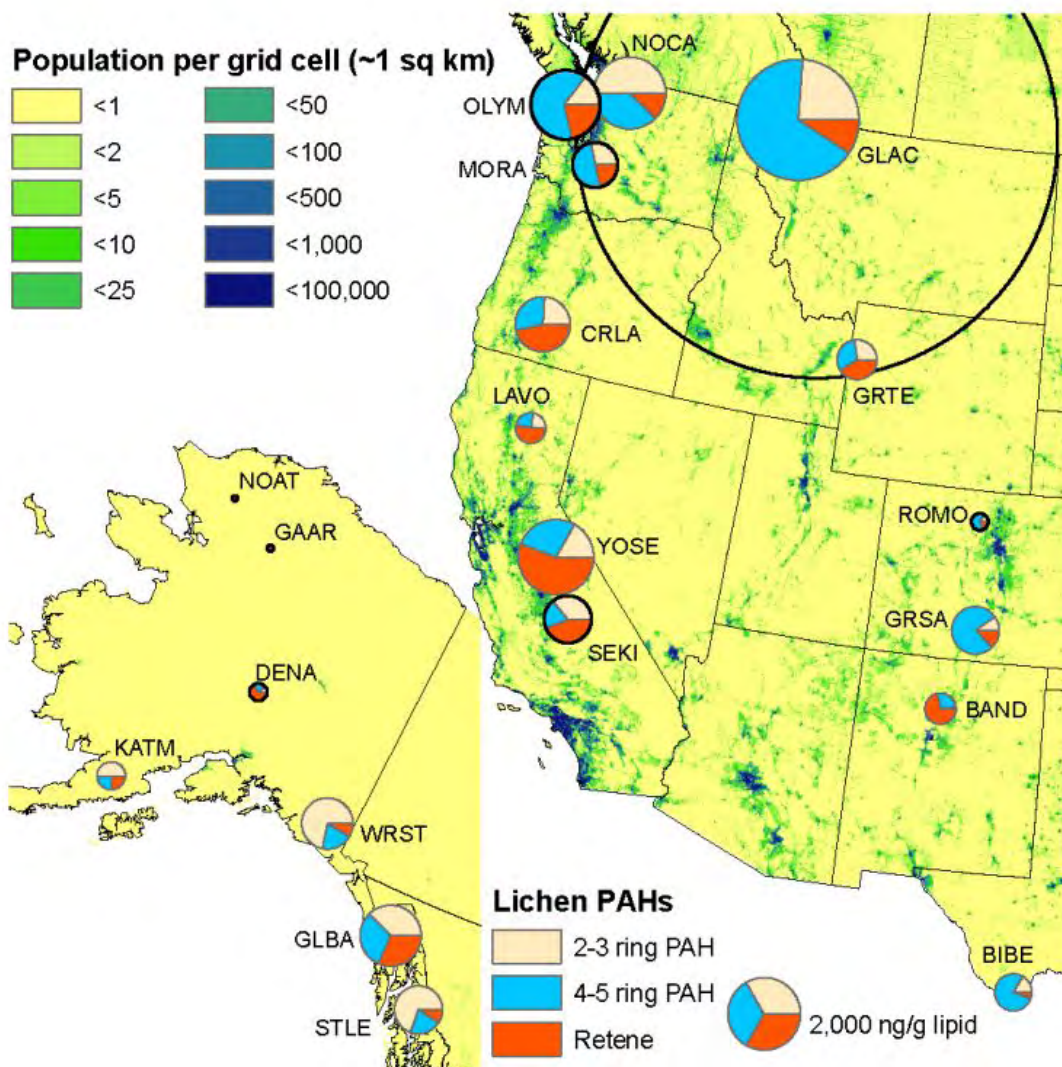 Population per grid cell (~1 sq km)
<1
<50
<2
<100
<5
<500
<10
<1,000
<25
<100,000
NOCA
OLYM
MORA
GLAC
CRLA
GRTE
LAVO
NOAT
GAAR
ROMO
YOSE
GRSA
SEKI
DENA
BAND
KATM
WRST
GLBA
STLE
BIBE
Lichen PAHs
2-3 ring PAH
4-5 ring PAH
Retene
2,000 ng/g lipid